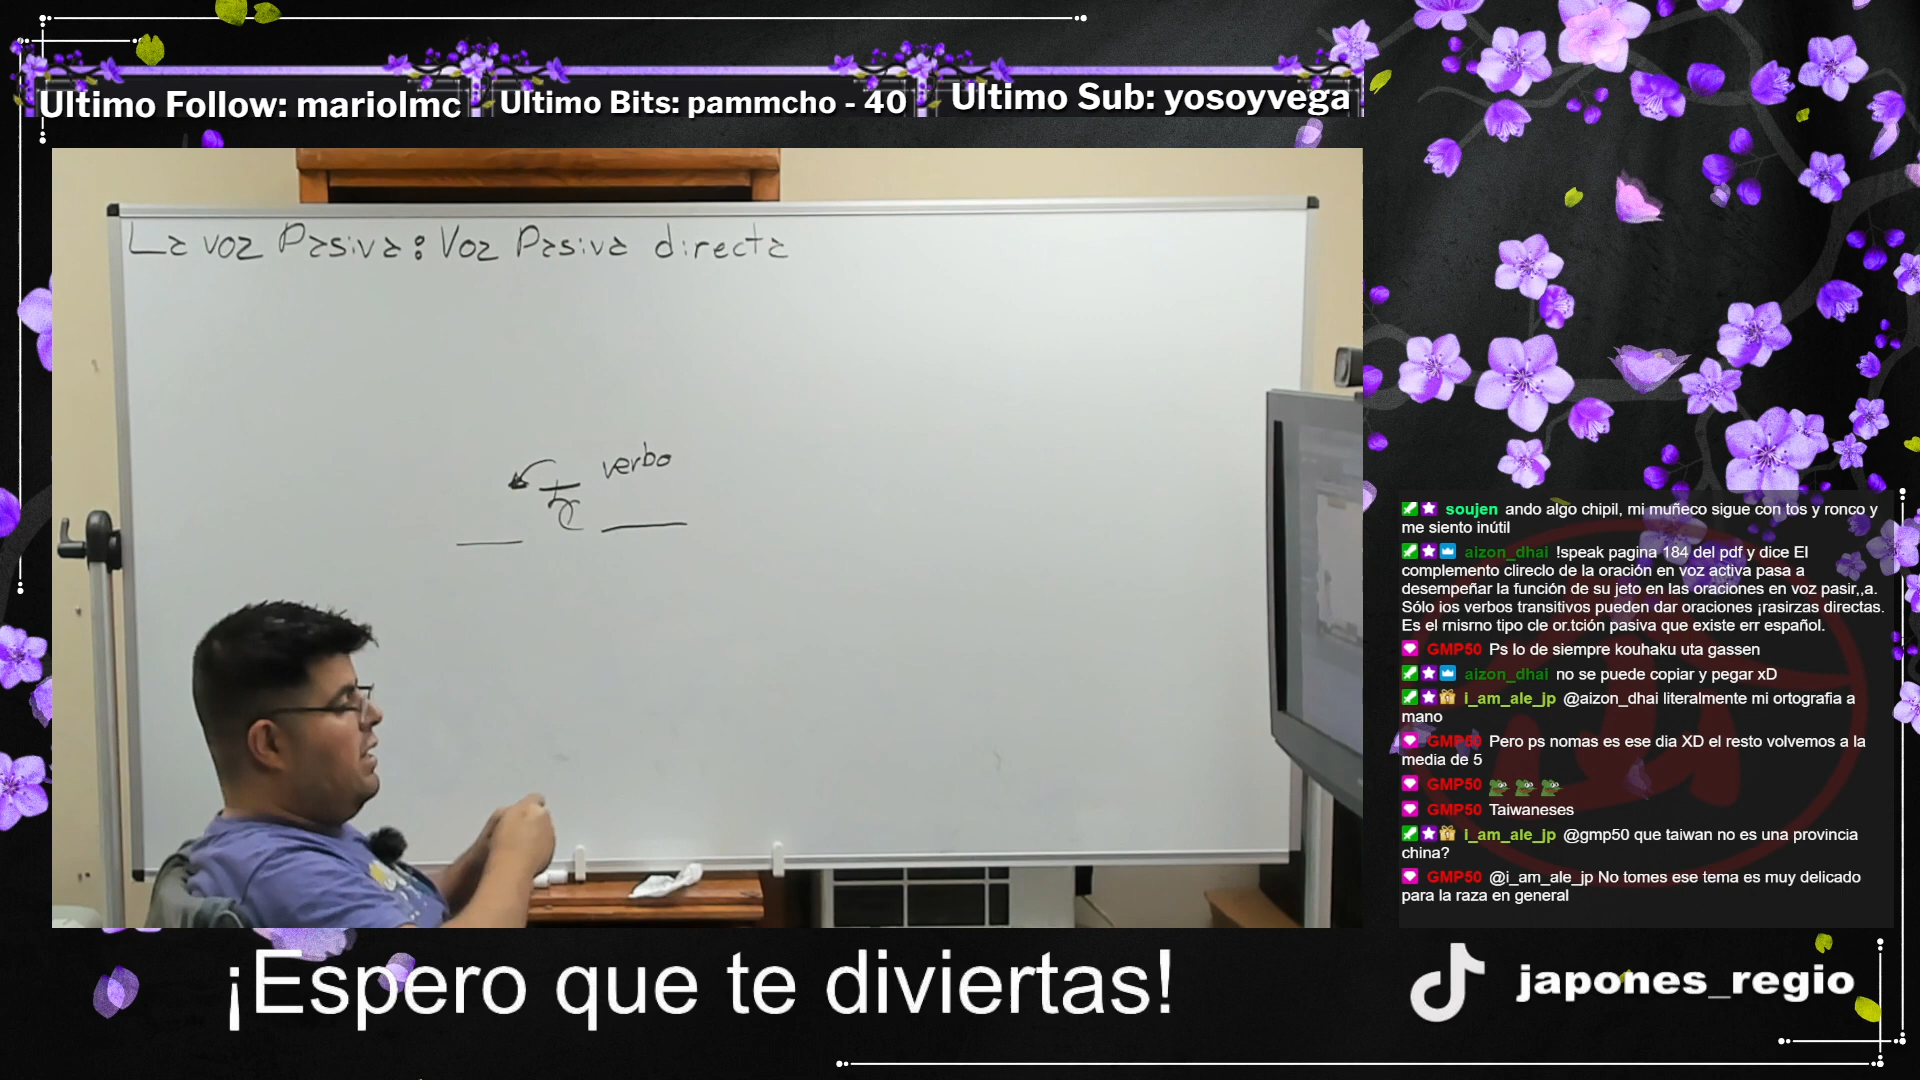 Ultimo Follow: mariolmc
Ultimo Bits: pammcho - 40
Ultimo Sub: yosoyvega
La voz Pasiva: Voz Pasiva directa
verbo
を
soujen ando algo chipil, mi muñeco sigue con tos y ronco y
me siento inútil
aizon_dhai !speak pagina 184 del pdf y dice El
complemento clireclo de la oración en voz activa pasa a
desempeñar la función de su jeto en las oraciones en voz pasir,,a.
Sólo ios verbos transitivos pueden dar oraciones ¡rasirzas directas.
Es el rnisrno tipo cle or.tción pasiva que existe err español.
GMP50 Ps lo de siempre kouhaku uta gassen
aizon_dhai no se puede copiar y pegar xD
i_am_ale_jp @aizon_dhai literalmente mi ortografia a
mano
GMP50 Pero ps nomas es ese dia XD el resto volvemos a la
media de 5
GMP50
GMP50 Taiwaneses
i_am_ale_jp @gmp50 que taiwan no es una provincia
china?
GMP50 @i_am_ale_jp No tomes ese tema es muy delicado
para la raza en general
¡Espero que te diviertas!
japones_regio